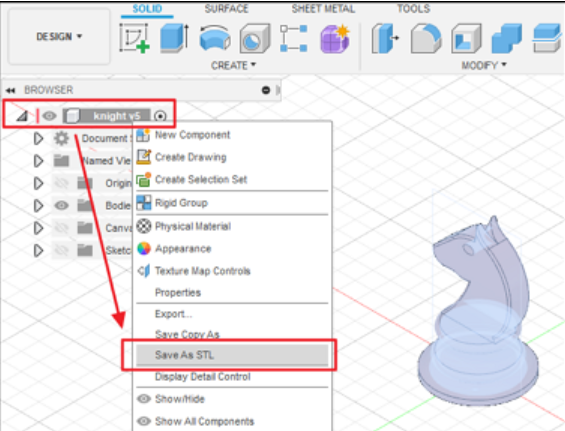 SOLID SURFACE SHEET METAL TOOLS
DESIGN
CREATE MODIFY
BROWSER
knight v5
New Component
Document
Create Drawing
Named Vie
Create Selection Set
Origin
Rigid Group
Bodie
Physical Material
Canva
Appearance
Sketc
Texture Map Controls
Properties
Export...
Save Copy As
Save As STL
Display Detail Control
Show/Hide
Show All Components